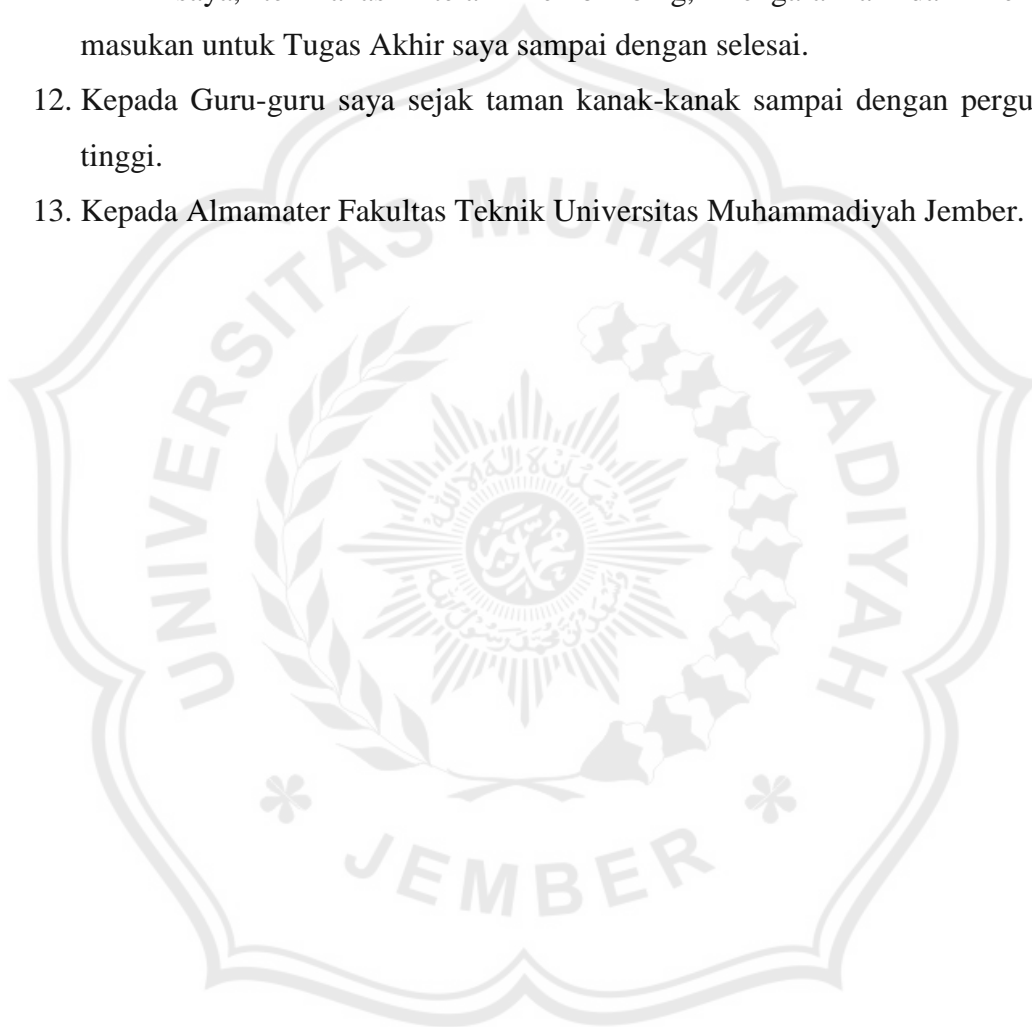 masukan untuk Tugas Akhir saya sampai dengan selesai.
12. Kepada Guru-guru saya sejak taman kanak-kanak sampai dengan pergu
tinggi.
13. Kepada Almamater Fakultas Teknik Universitas Muhammadiyah Jember.
UNIVERSITAS MUHAMMADIYAH
JEMBER